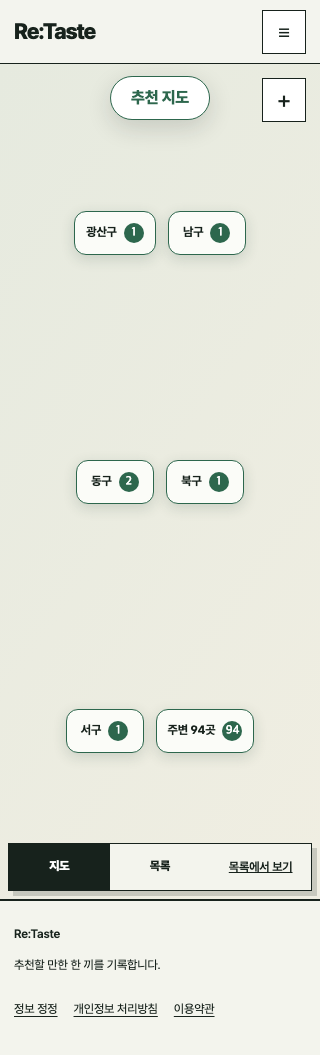 Re:Taste
≡
추천 지도
+
광산구 1 남구 1
동구 2 북구 1
서구 1 주변 94곳 94
지도 목록 목록에서 보기
Re:Taste
추천할 만한 한 끼를 기록합니다.
정보 정정 개인정보 처리방침 이용약관